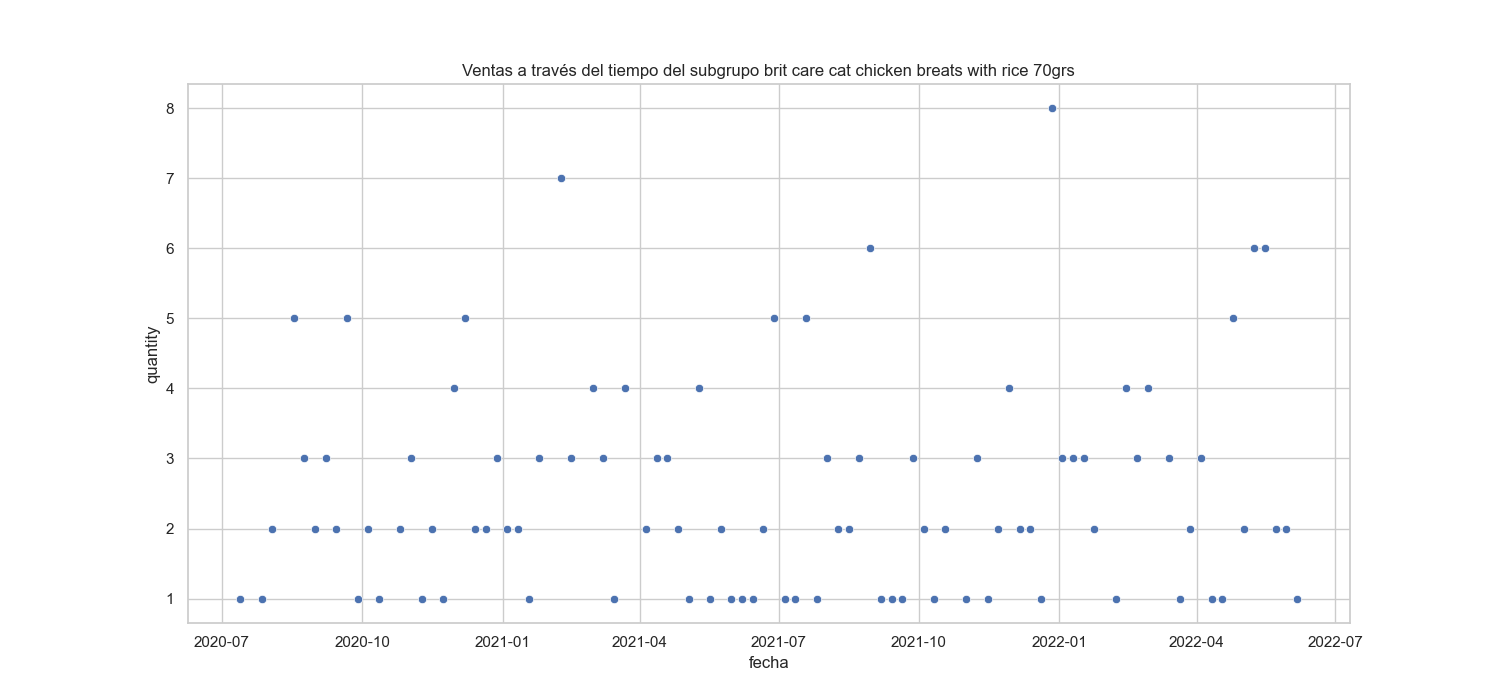 Ventas a través del tiempo del subgrupo brit care cat chicken breats with rice 70grs
8
7
6
5
4
3
2
1
quantity
2020-07 2020-10 2021-01 2021-04 2021-07 2021-10 2022-01 2022-04 2022-07
fecha